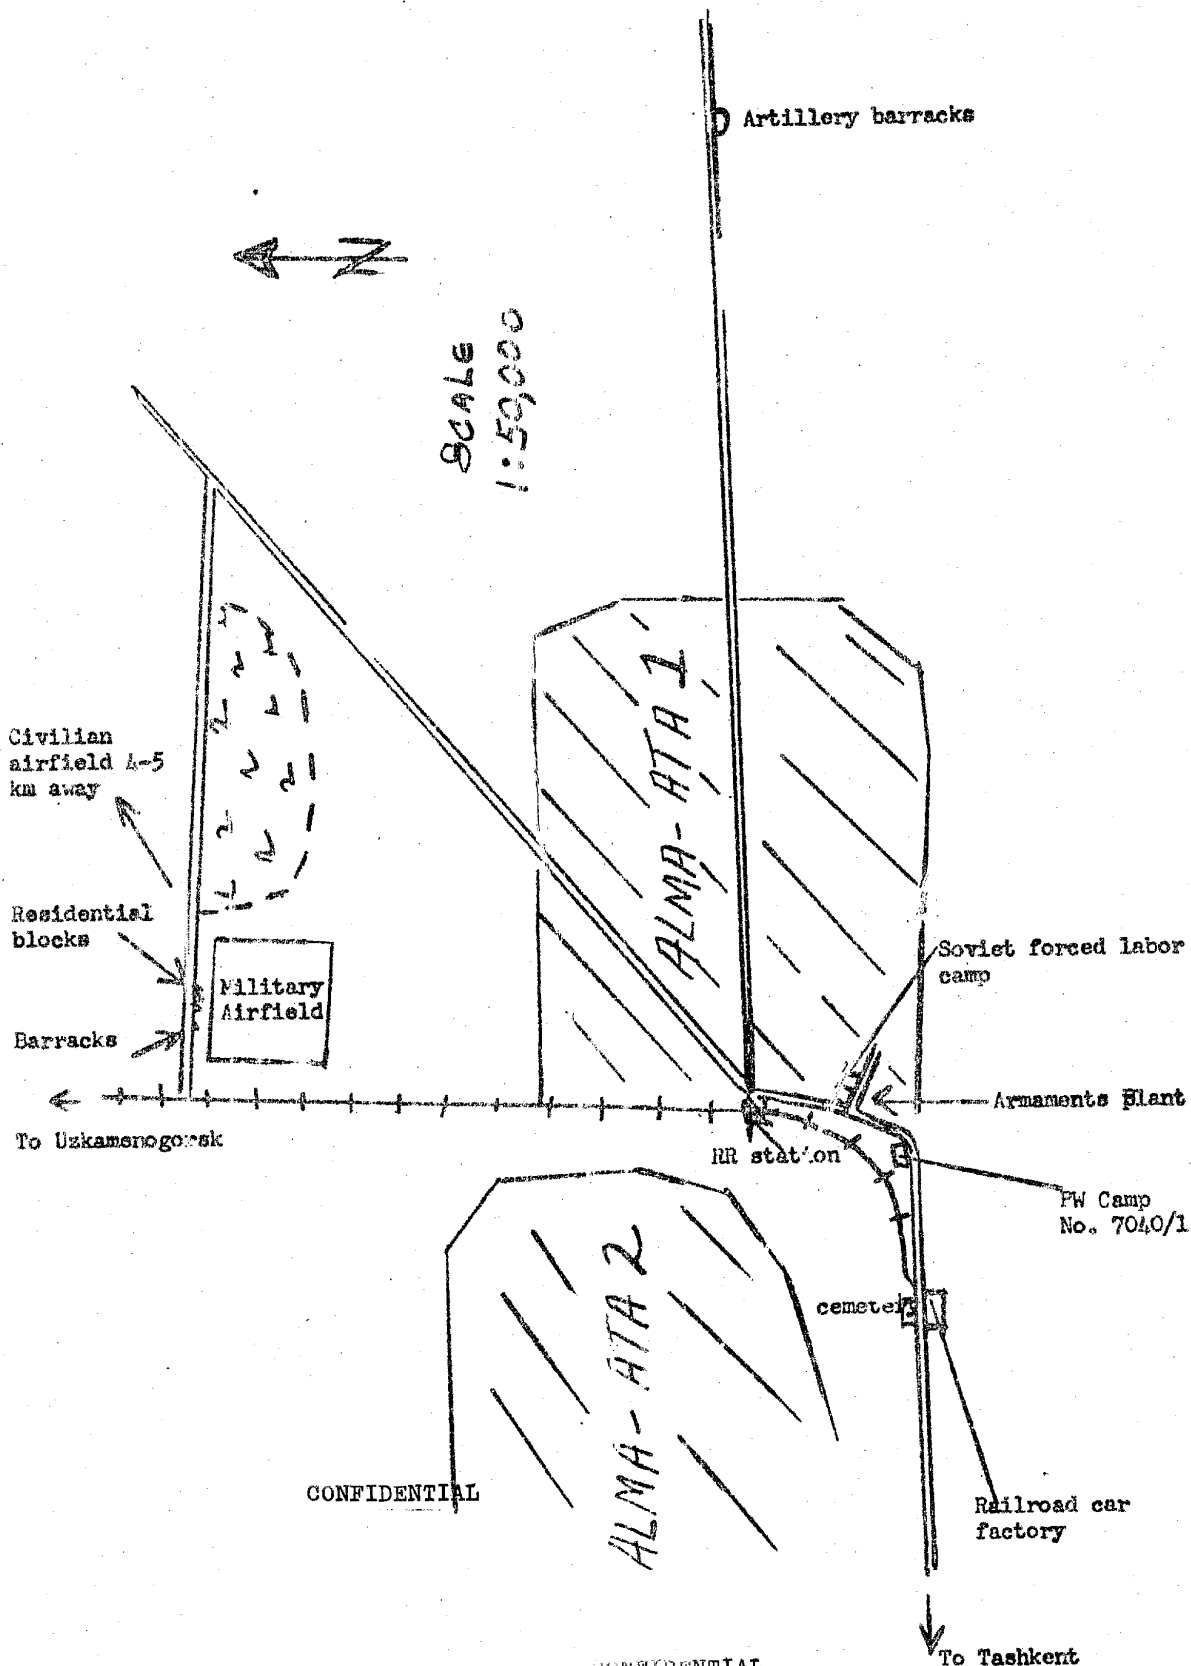 Artillery barracks
N
SCALE
1:50,000
Civilian
airfield 4-5
km away
ALMA-ATA 1
Residential
blocks
Military
Airfield
Soviet forced labor
camp
Barracks
Armaments Plant
To Uzkamenogorsk
RR station
PW Camp
No. 7040/1
cemetery
ALMA-ATA 2
CONFIDENTIAL
Railroad car
factory
CONFIDENTIAL
To Tashkent